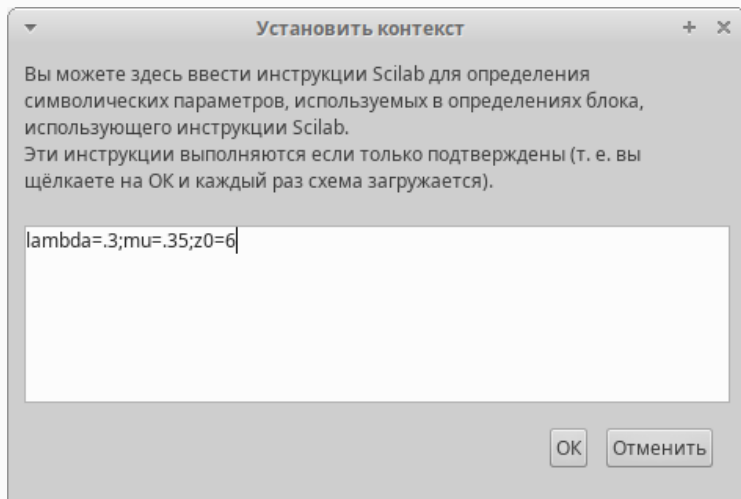 Установить контекст
Вы можете здесь ввести инструкции Scilab для определения
символических параметров, используемых в определениях блока,
использующего инструкции Scilab.
Эти инструкции выполняются если только подтверждены (т. е. вы
щёлкаете на ОК и каждый раз схема загружается).
lambda=.3;mu=.35;z0=6
ОК Отменить